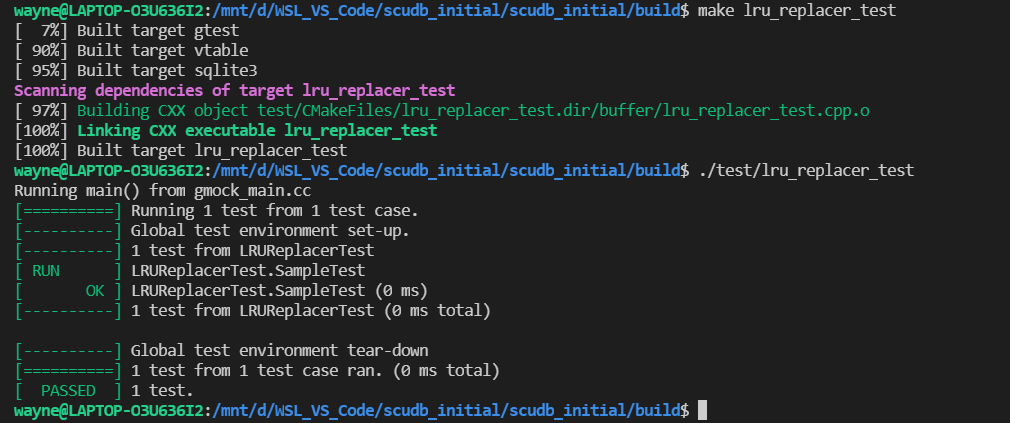 wayne@LAPTOP-O3U636I2:/mnt/d/WSL_VS_Code/scudb_initial/scudb_initial/build$ make lru_replacer_test
[  7%] Built target gtest
[ 90%] Built target vtable
[ 95%] Built target sqlite3
Scanning dependencies of target lru_replacer_test
[ 97%] Building CXX object test/CMakeFiles/lru_replacer_test.dir/buffer/lru_replacer_test.cpp.o
[100%] Linking CXX executable lru_replacer_test
[100%] Built target lru_replacer_test
wayne@LAPTOP-O3U636I2:/mnt/d/WSL_VS_Code/scudb_initial/scudb_initial/build$ ./test/lru_replacer_test
Running main() from gmock_main.cc
[==========] Running 1 test from 1 test case.
[----------] Global test environment set-up.
[----------] 1 test from LRUReplacerTest
[ RUN      ] LRUReplacerTest.SampleTest
[       OK ] LRUReplacerTest.SampleTest (0 ms)
[----------] 1 test from LRUReplacerTest (0 ms total)
[----------] Global test environment tear-down
[==========] 1 test from 1 test case ran. (0 ms total)
[  PASSED  ] 1 test.
wayne@LAPTOP-O3U636I2:/mnt/d/WSL_VS_Code/scudb_initial/scudb_initial/build$